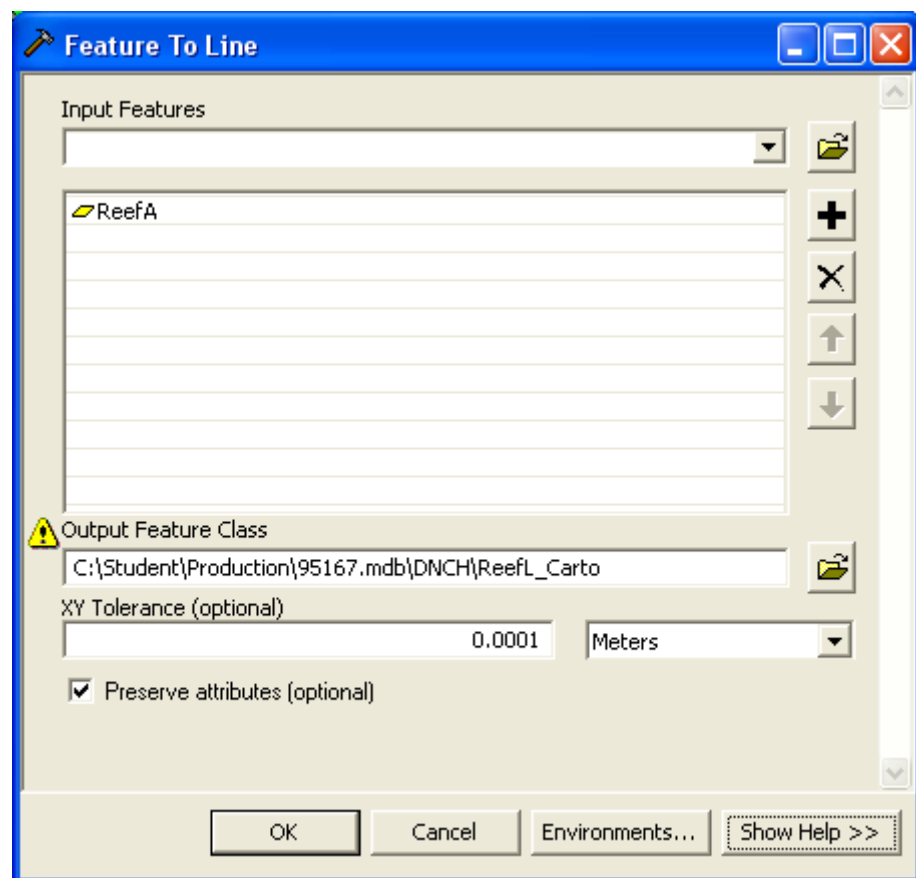 Feature To Line
Input Features
ReefA
Output Feature Class
C:\Student\Production\95167.mdb\DNCH\ReefL_Carto
XY Tolerance (optional)
0.0001 Meters
Preserve attributes (optional)
OK Cancel Environments... Show Help >>